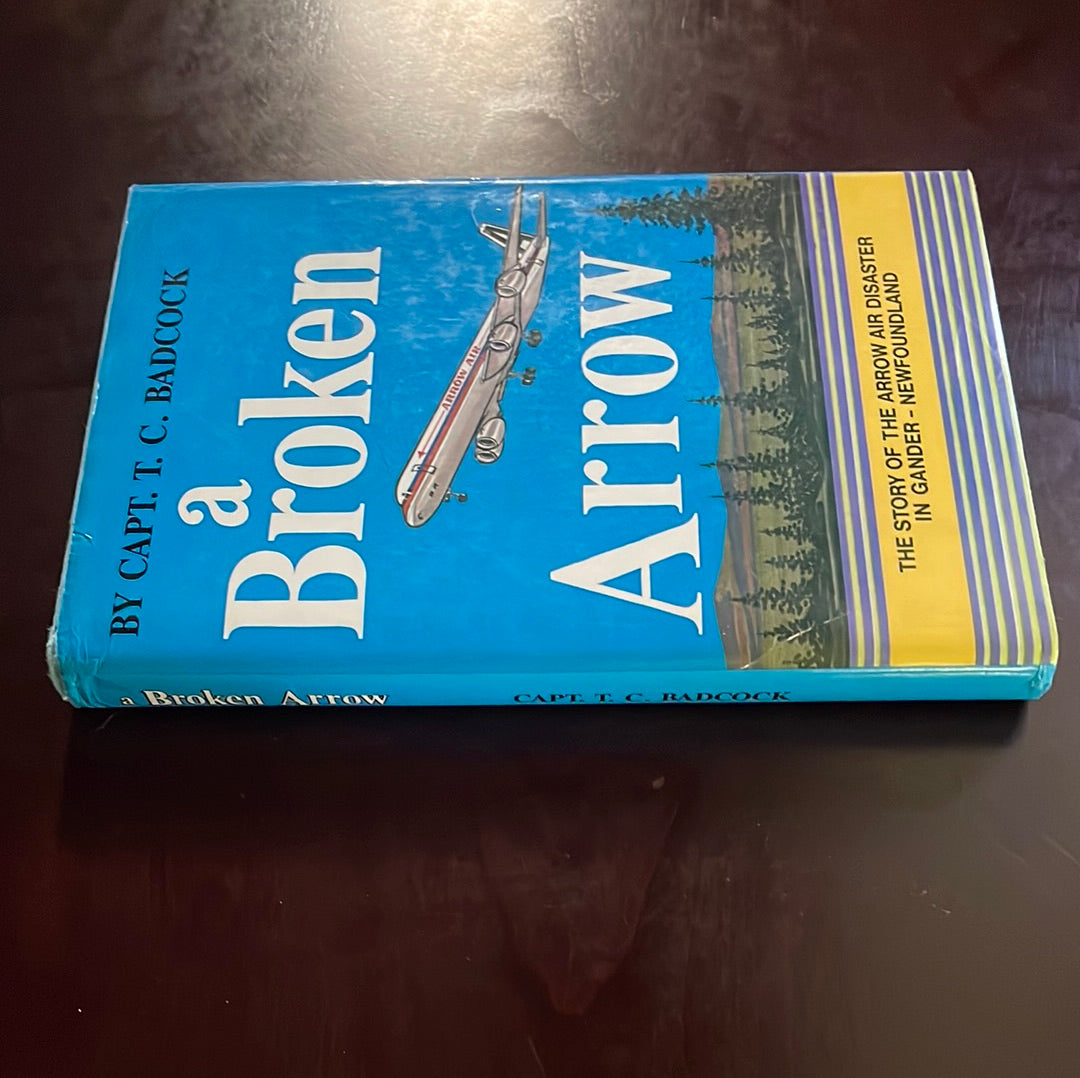 BY CAPT. T. C. BADCOCK
a
Broken
ARROW AIR
Arrow
THE STORY OF THE ARROW AIR DISASTER
IN GANDER - NEWFOUNDLAND
a Broken Arrow CAPT. T. C. BADCOCK